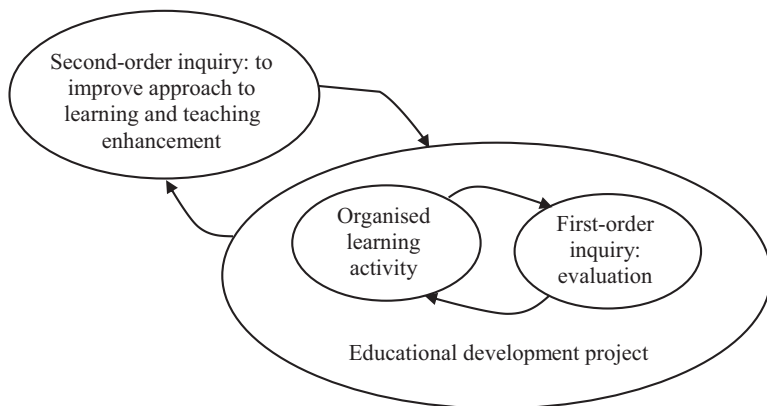 Second-order inquiry: to
improve approach to
learning and teaching
enhancement
Organised
learning
activity
First-order
inquiry:
evaluation
Educational development project